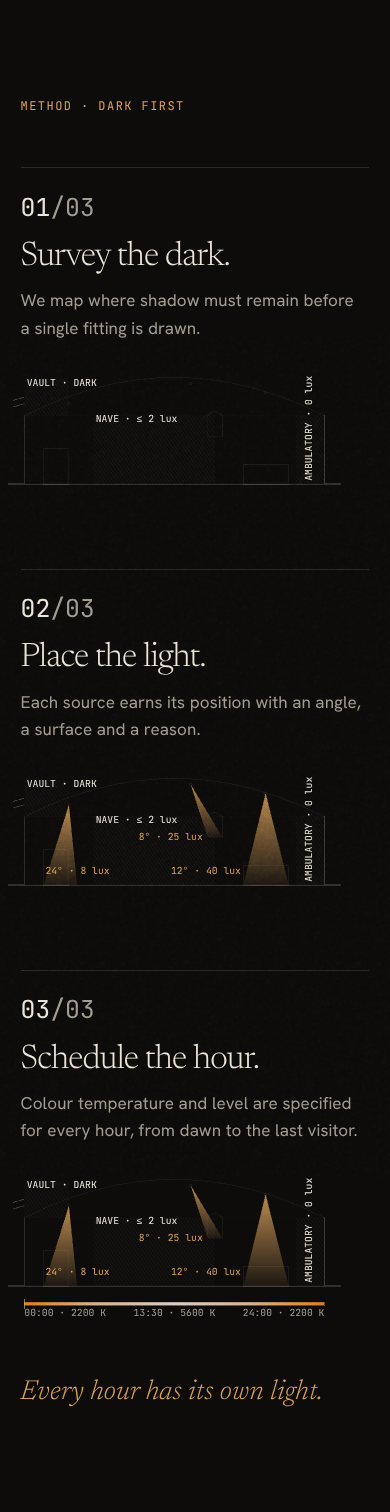 METHOD · DARK FIRST
01/03
Survey the dark.
We map where shadow must remain before
a single fitting is drawn.
VAULT · DARK
NAVE · ≤ 2 lux
AMBULATORY · 0 lux
02/03
Place the light.
Each source earns its position with an angle,
a surface and a reason.
VAULT · DARK
NAVE · ≤ 2 lux
8° · 25 lux
24° · 8 lux
12° · 40 lux
AMBULATORY · 0 lux
03/03
Schedule the hour.
Colour temperature and level are specified
for every hour, from dawn to the last visitor.
VAULT · DARK
NAVE · ≤ 2 lux
8° · 25 lux
24° · 8 lux
12° · 40 lux
AMBULATORY · 0 lux
00:00 · 2200 K
13:30 · 5600 K
24:00 · 2200 K
Every hour has its own light.